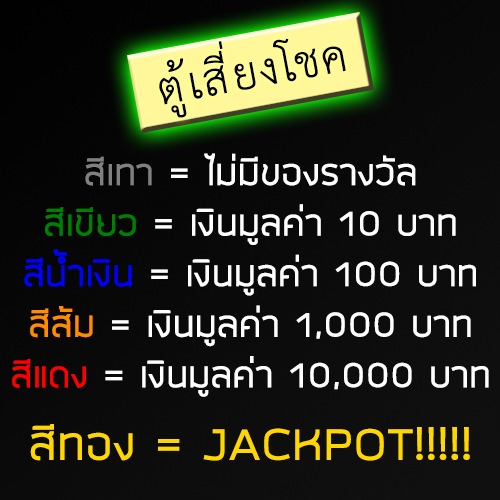 ตู้เสี่ยงโชค
สีเทา = ไม่มีของรางวัล
สีเขียว = เงินมูลค่า 10 บาท
สีน้ำเงิน = เงินมูลค่า 100 บาท
สีส้ม = เงินมูลค่า 1,000 บาท
สีแดง = เงินมูลค่า 10,000 บาท
สีทอง = JACKPOT!!!!!